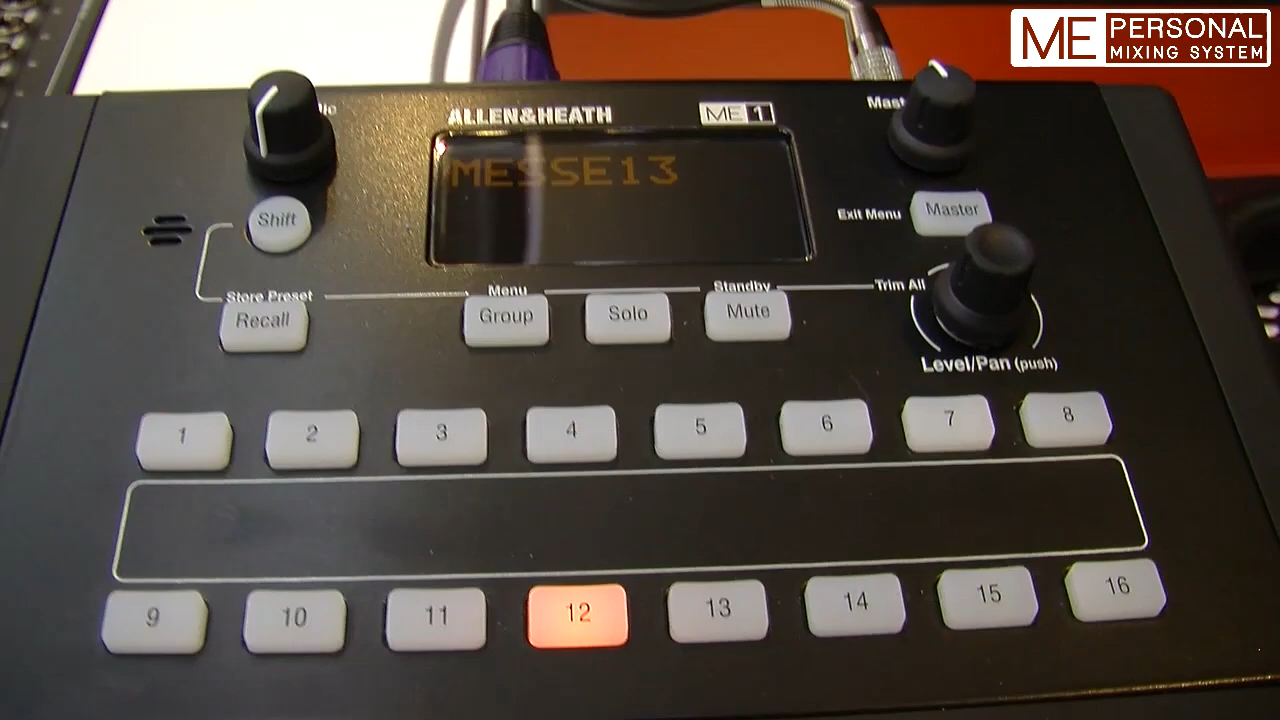 ME PERSONAL
MIXING SYSTEM
ALLEN&HEATH
ME 1
MESSE13
Shift
Exit Menu
Master
Store Preset
Menu
Standby
Trim All
Recall
Group
Solo
Mute
Level/Pan (push)
1 2 3 4 5 6 7 8
9 10 11 12 13 14 15 16